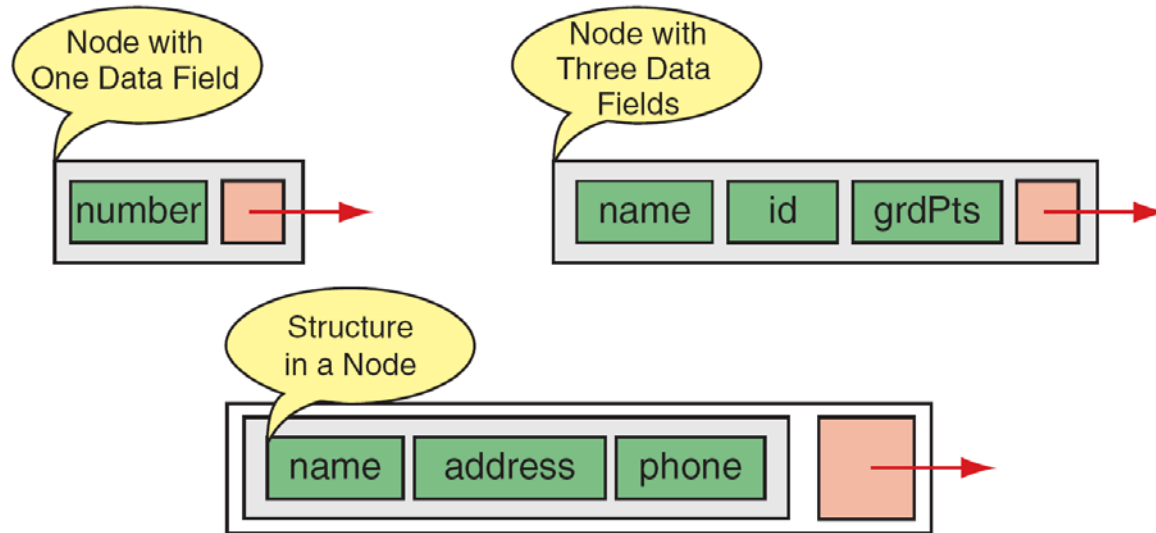 Node with
One Data Field
Node with
Three Data
Fields
number
name id grdPts
Structure
in a Node
name address phone